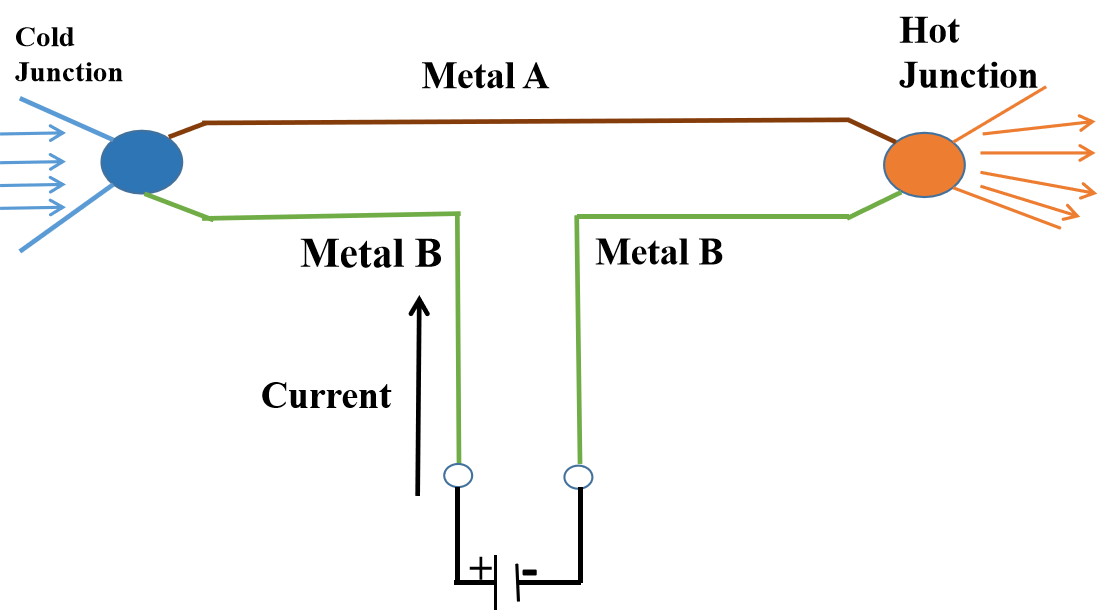 Cold
Junction
Hot
Junction
Metal A
Metal B
Metal B
Current
+
-